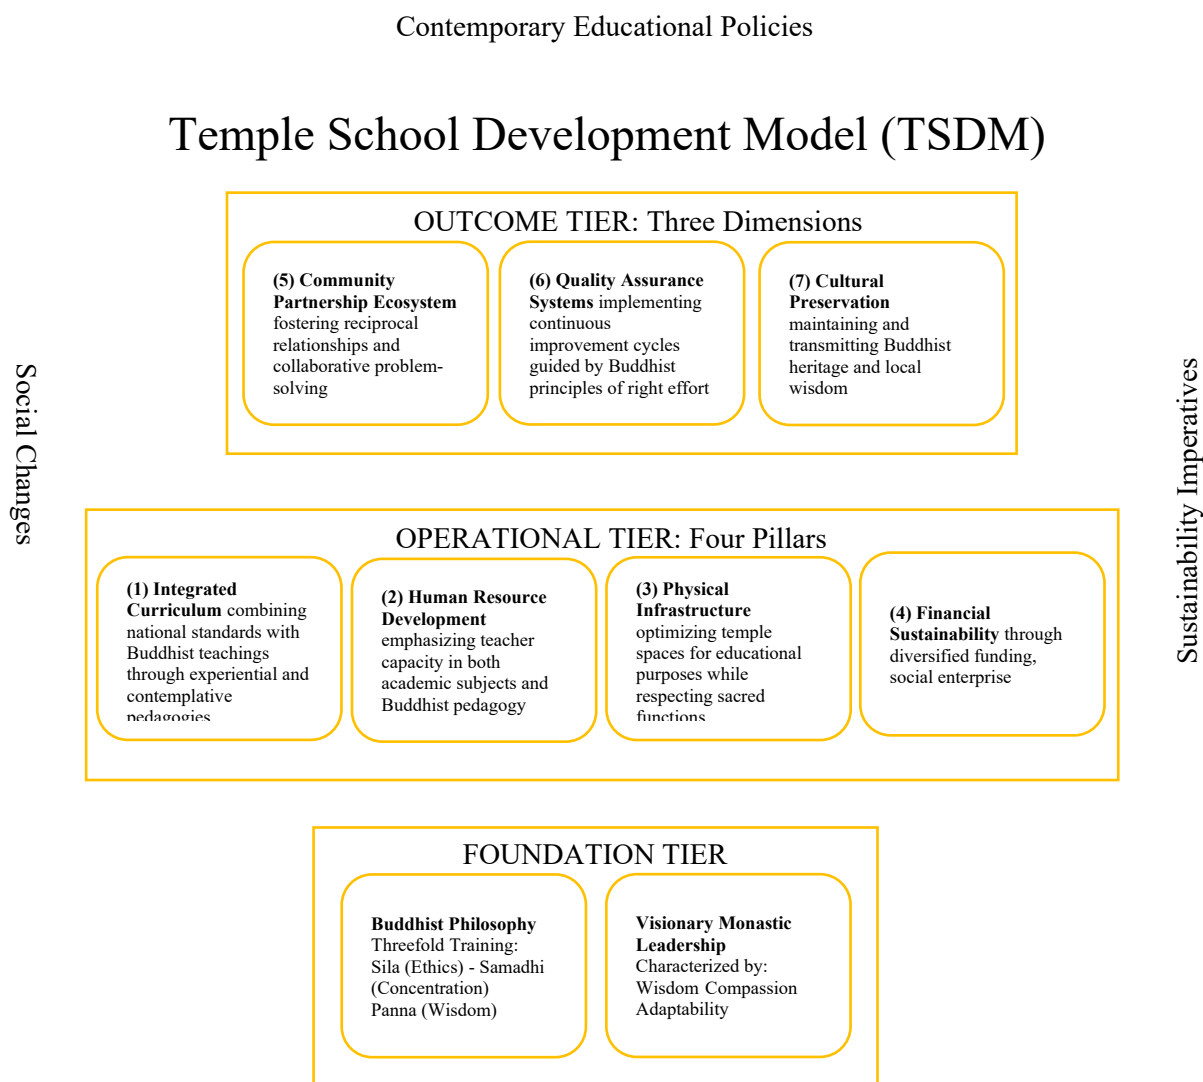 Contemporary Educational Policies
Temple School Development Model (TSDM)
Social Changes
Sustainability Imperatives
OUTCOME TIER: Three Dimensions
(5) Community
Partnership Ecosystem
fostering reciprocal
relationships and
collaborative problem-
solving
(6) Quality Assurance
Systems implementing
continuous
improvement cycles
guided by Buddhist
principles of right effort
(7) Cultural
Preservation
maintaining and
transmitting Buddhist
heritage and local
wisdom
OPERATIONAL TIER: Four Pillars
(1) Integrated
Curriculum combining
national standards with
Buddhist teachings
through experiential and
contemplative
pedagogies
(2) Human Resource
Development
emphasizing teacher
capacity in both
academic subjects and
Buddhist pedagogy
(3) Physical
Infrastructure
optimizing temple
spaces for educational
purposes while
respecting sacred
functions
(4) Financial
Sustainability through
diversified funding,
social enterprise
FOUNDATION TIER
Buddhist Philosophy
Threefold Training:
Sila (Ethics) - Samadhi
(Concentration)
Panna (Wisdom)
Visionary Monastic
Leadership
Characterized by:
Wisdom Compassion
Adaptability